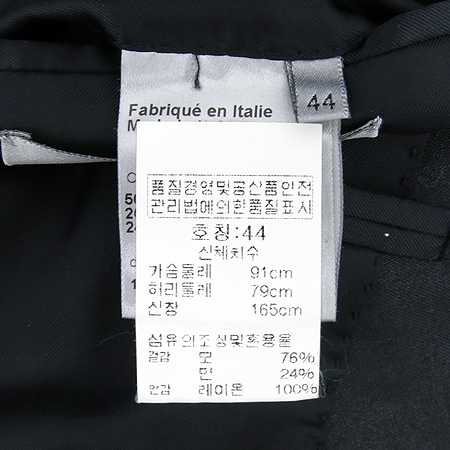 44
Fabriqué en Italie
품질경영및공산품안전
관리법에의한품질표시
호칭:44
신체치수
가슴둘레 91cm
허리둘레 79cm
신장 165cm
섬유의조성및혼용율
겉감 모 76%
면 24%
안감 레이온 100%